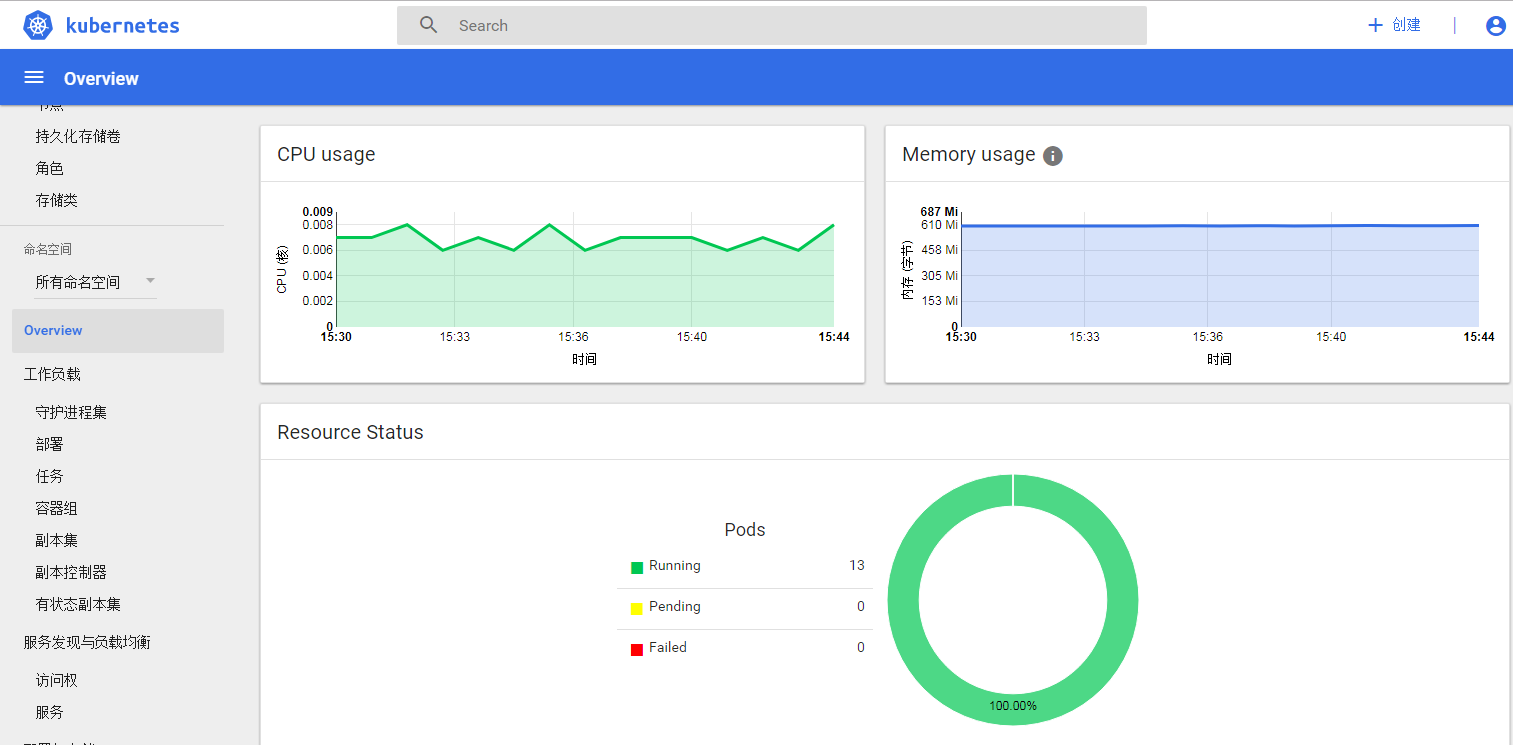 kubernetes
Search
+ 创建
Overview
节点
持久化存储卷
角色
存储类
命名空间
所有命名空间
Overview
工作负载
守护进程集
部署
任务
容器组
副本集
副本控制器
有状态副本集
服务发现与负载均衡
访问权
服务
CPU usage
CPU (核)
0.009
0.008
0.006
0.004
0.002
0
15:30 15:33 15:36 15:40 15:44
时间
Memory usage
内存 (字节)
687 Mi
610 Mi
458 Mi
305 Mi
153 Mi
0
15:30 15:33 15:36 15:40 15:44
时间
Resource Status
Pods
Running 13
Pending 0
Failed 0
100.00%